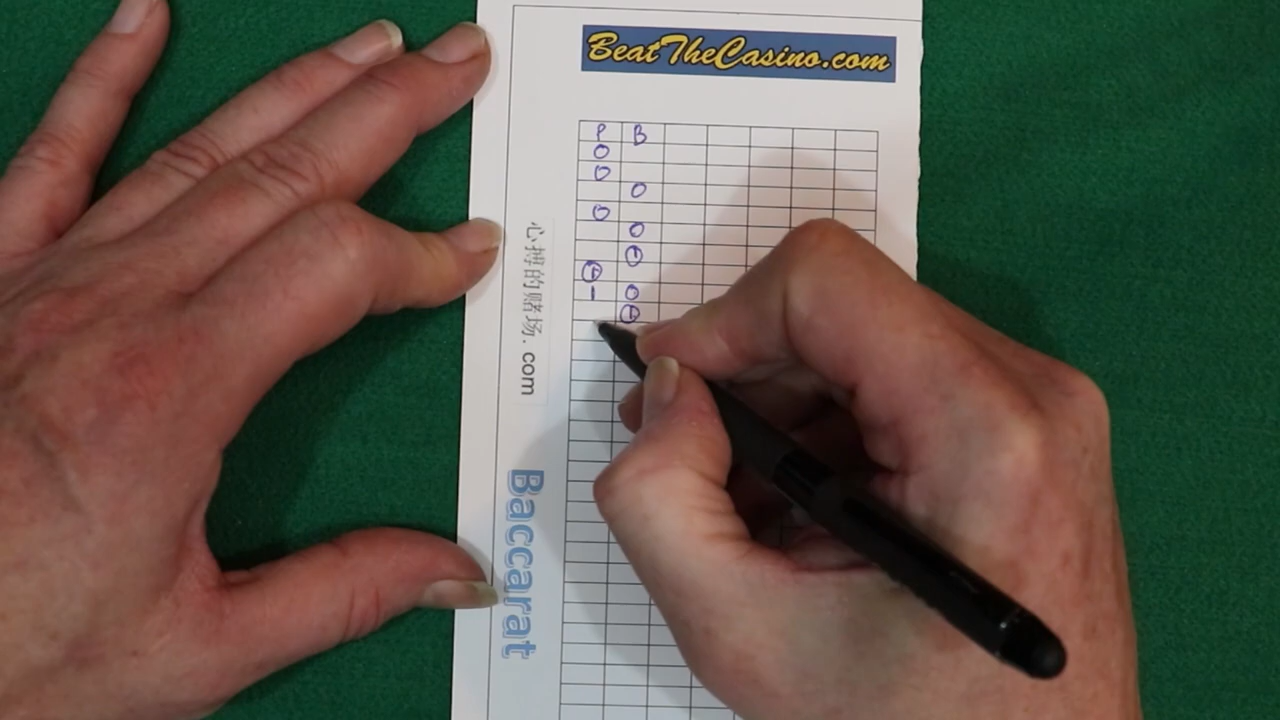 BeatTheCasino.com
P B
O
O
O
O
O
O
O
- O
O
心搏的赌场.com
Baccarat